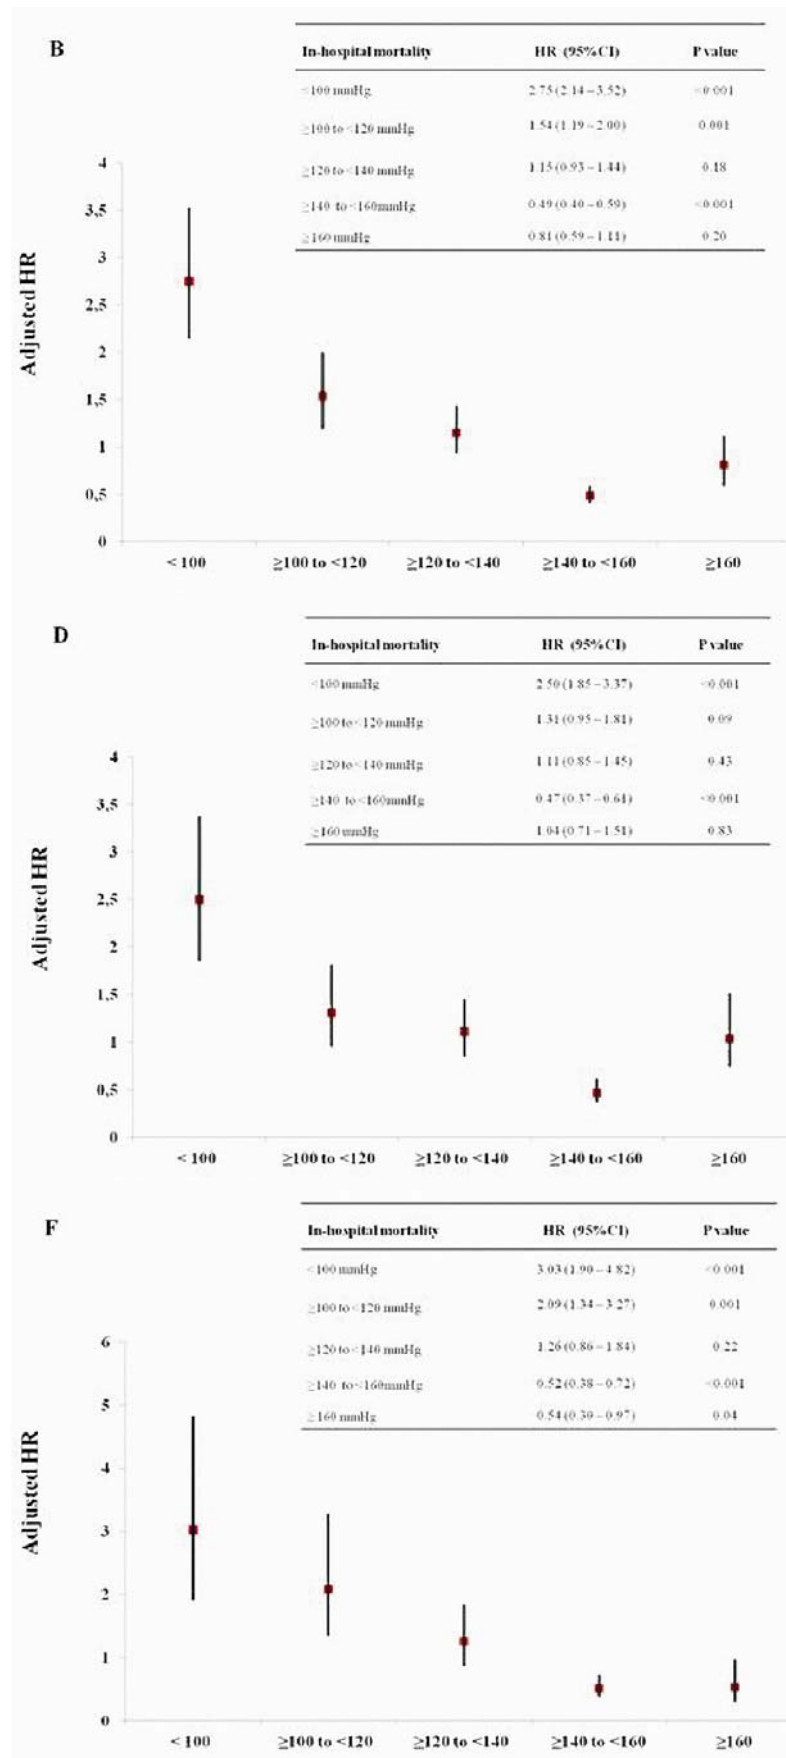 B
In-hospital mortality HR (95%CI) P value
<100 mmHg 2.75 (2.14 – 3.52) <0.001
≥100 to <120 mmHg 1.54 (1.19 – 2.00) 0.001
≥120 to <140 mmHg 1.15 (0.93 – 1.44) 0.18
≥140 to <160mmHg 0.49 (0.40 – 0.59) <0.001
≥160 mmHg 0.81 (0.59 – 1.11) 0.20
Adjusted HR
4
3,5
3
2,5
2
1,5
1
0,5
0
< 100 ≥100 to <120 ≥120 to <140 ≥140 to <160 ≥160
D
In-hospital mortality HR (95%CI) P value
<100 mmHg 2.50 (1.85 – 3.37) <0.001
≥100 to <120 mmHg 1.31 (0.95 – 1.81) 0.09
≥120 to <140 mmHg 1.11 (0.85 – 1.45) 0.43
≥140 to <160mmHg 0.47 (0.37 – 0.61) <0.001
≥160 mmHg 1.04 (0.71 – 1.51) 0.83
Adjusted HR
4
3,5
3
2,5
2
1,5
1
0,5
0
< 100 ≥100 to <120 ≥120 to <140 ≥140 to <160 ≥160
F
In-hospital mortality HR (95%CI) P value
<100 mmHg 3.03 (1.90 – 4.82) <0.001
≥100 to <120 mmHg 2.09 (1.34 – 3.27) 0.001
≥120 to <140 mmHg 1.26 (0.86 – 1.84) 0.22
≥140 to <160mmHg 0.52 (0.38 – 0.72) <0.001
≥160 mmHg 0.54 (0.30 – 0.97) 0.04
Adjusted HR
6
5
4
3
2
1
0
< 100 ≥100 to <120 ≥120 to <140 ≥140 to <160 ≥160